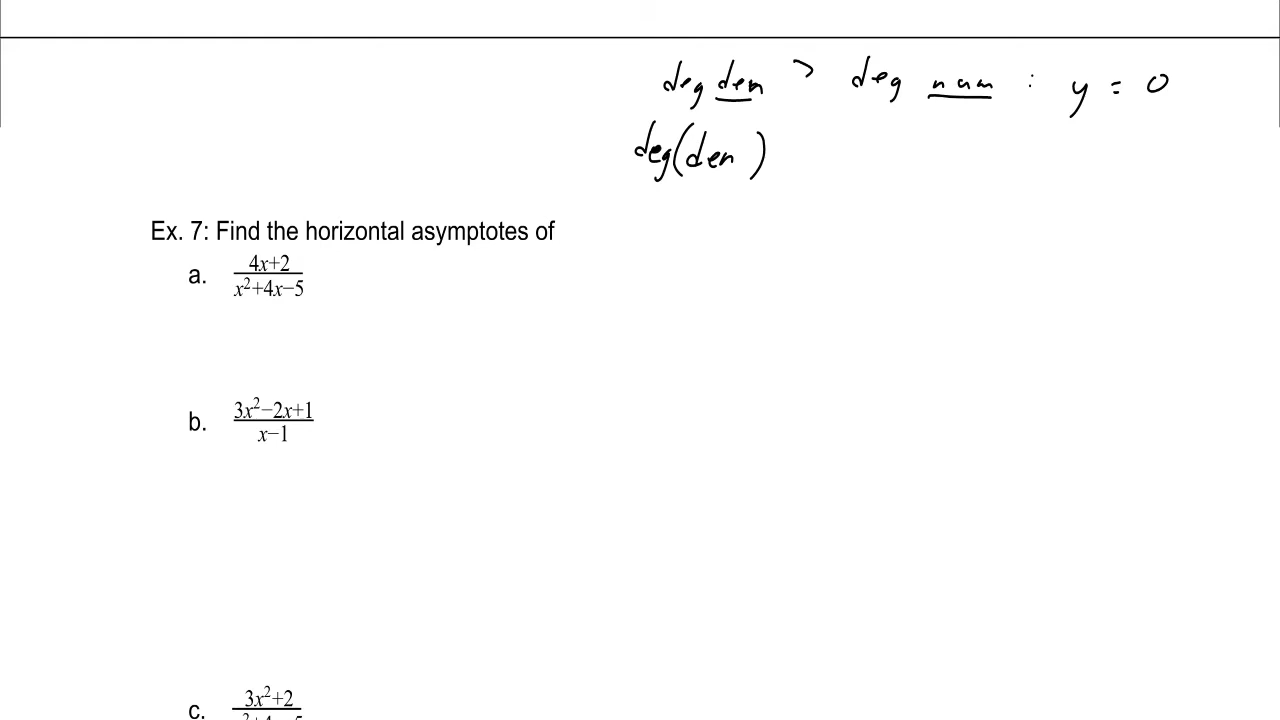 deg den > deg num : y = 0
deg(den )
Ex. 7: Find the horizontal asymptotes of
a. (4x+2)/(x²+4x−5)
b. (3x²−2x+1)/(x−1)
c. 3x²+2